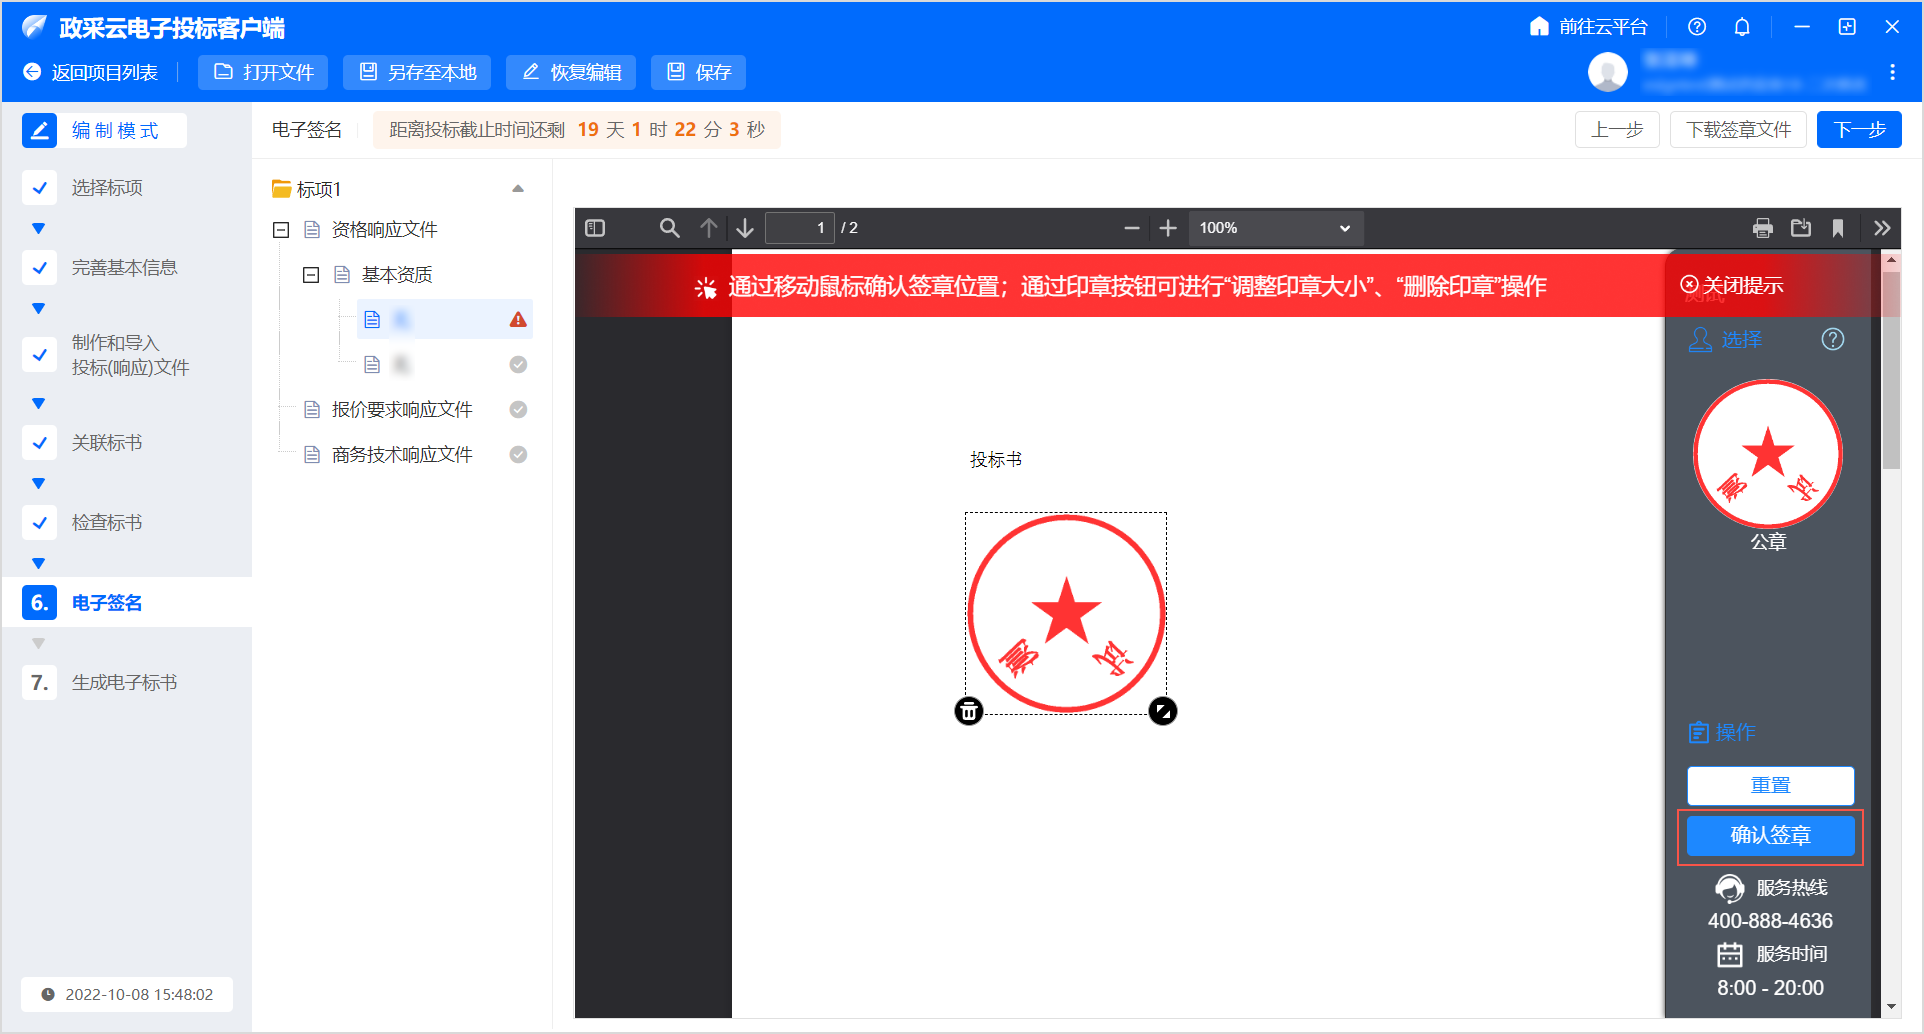 政采云电子投标客户端
前往云平台
返回项目列表
打开文件
另存至本地
恢复编辑
保存
编制模式
选择标项
完善基本信息
制作和导入
投标(响应)文件
关联标书
检查标书
6. 电子签名
7. 生成电子标书
2022-10-08 15:48:02
电子签名
距离投标截止时间还剩 19 天 1 时 22 分 3 秒
上一步
下载签章文件
下一步
标项1
资格响应文件
基本资质
报价要求响应文件
商务技术响应文件
1 / 2
100%
通过移动鼠标确认签章位置；通过印章按钮可进行“调整印章大小”、“删除印章”操作
关闭提示
测试
选择
投标书
测试
测试
公章
操作
重置
确认签章
服务热线
400-888-4636
服务时间
8:00 - 20:00